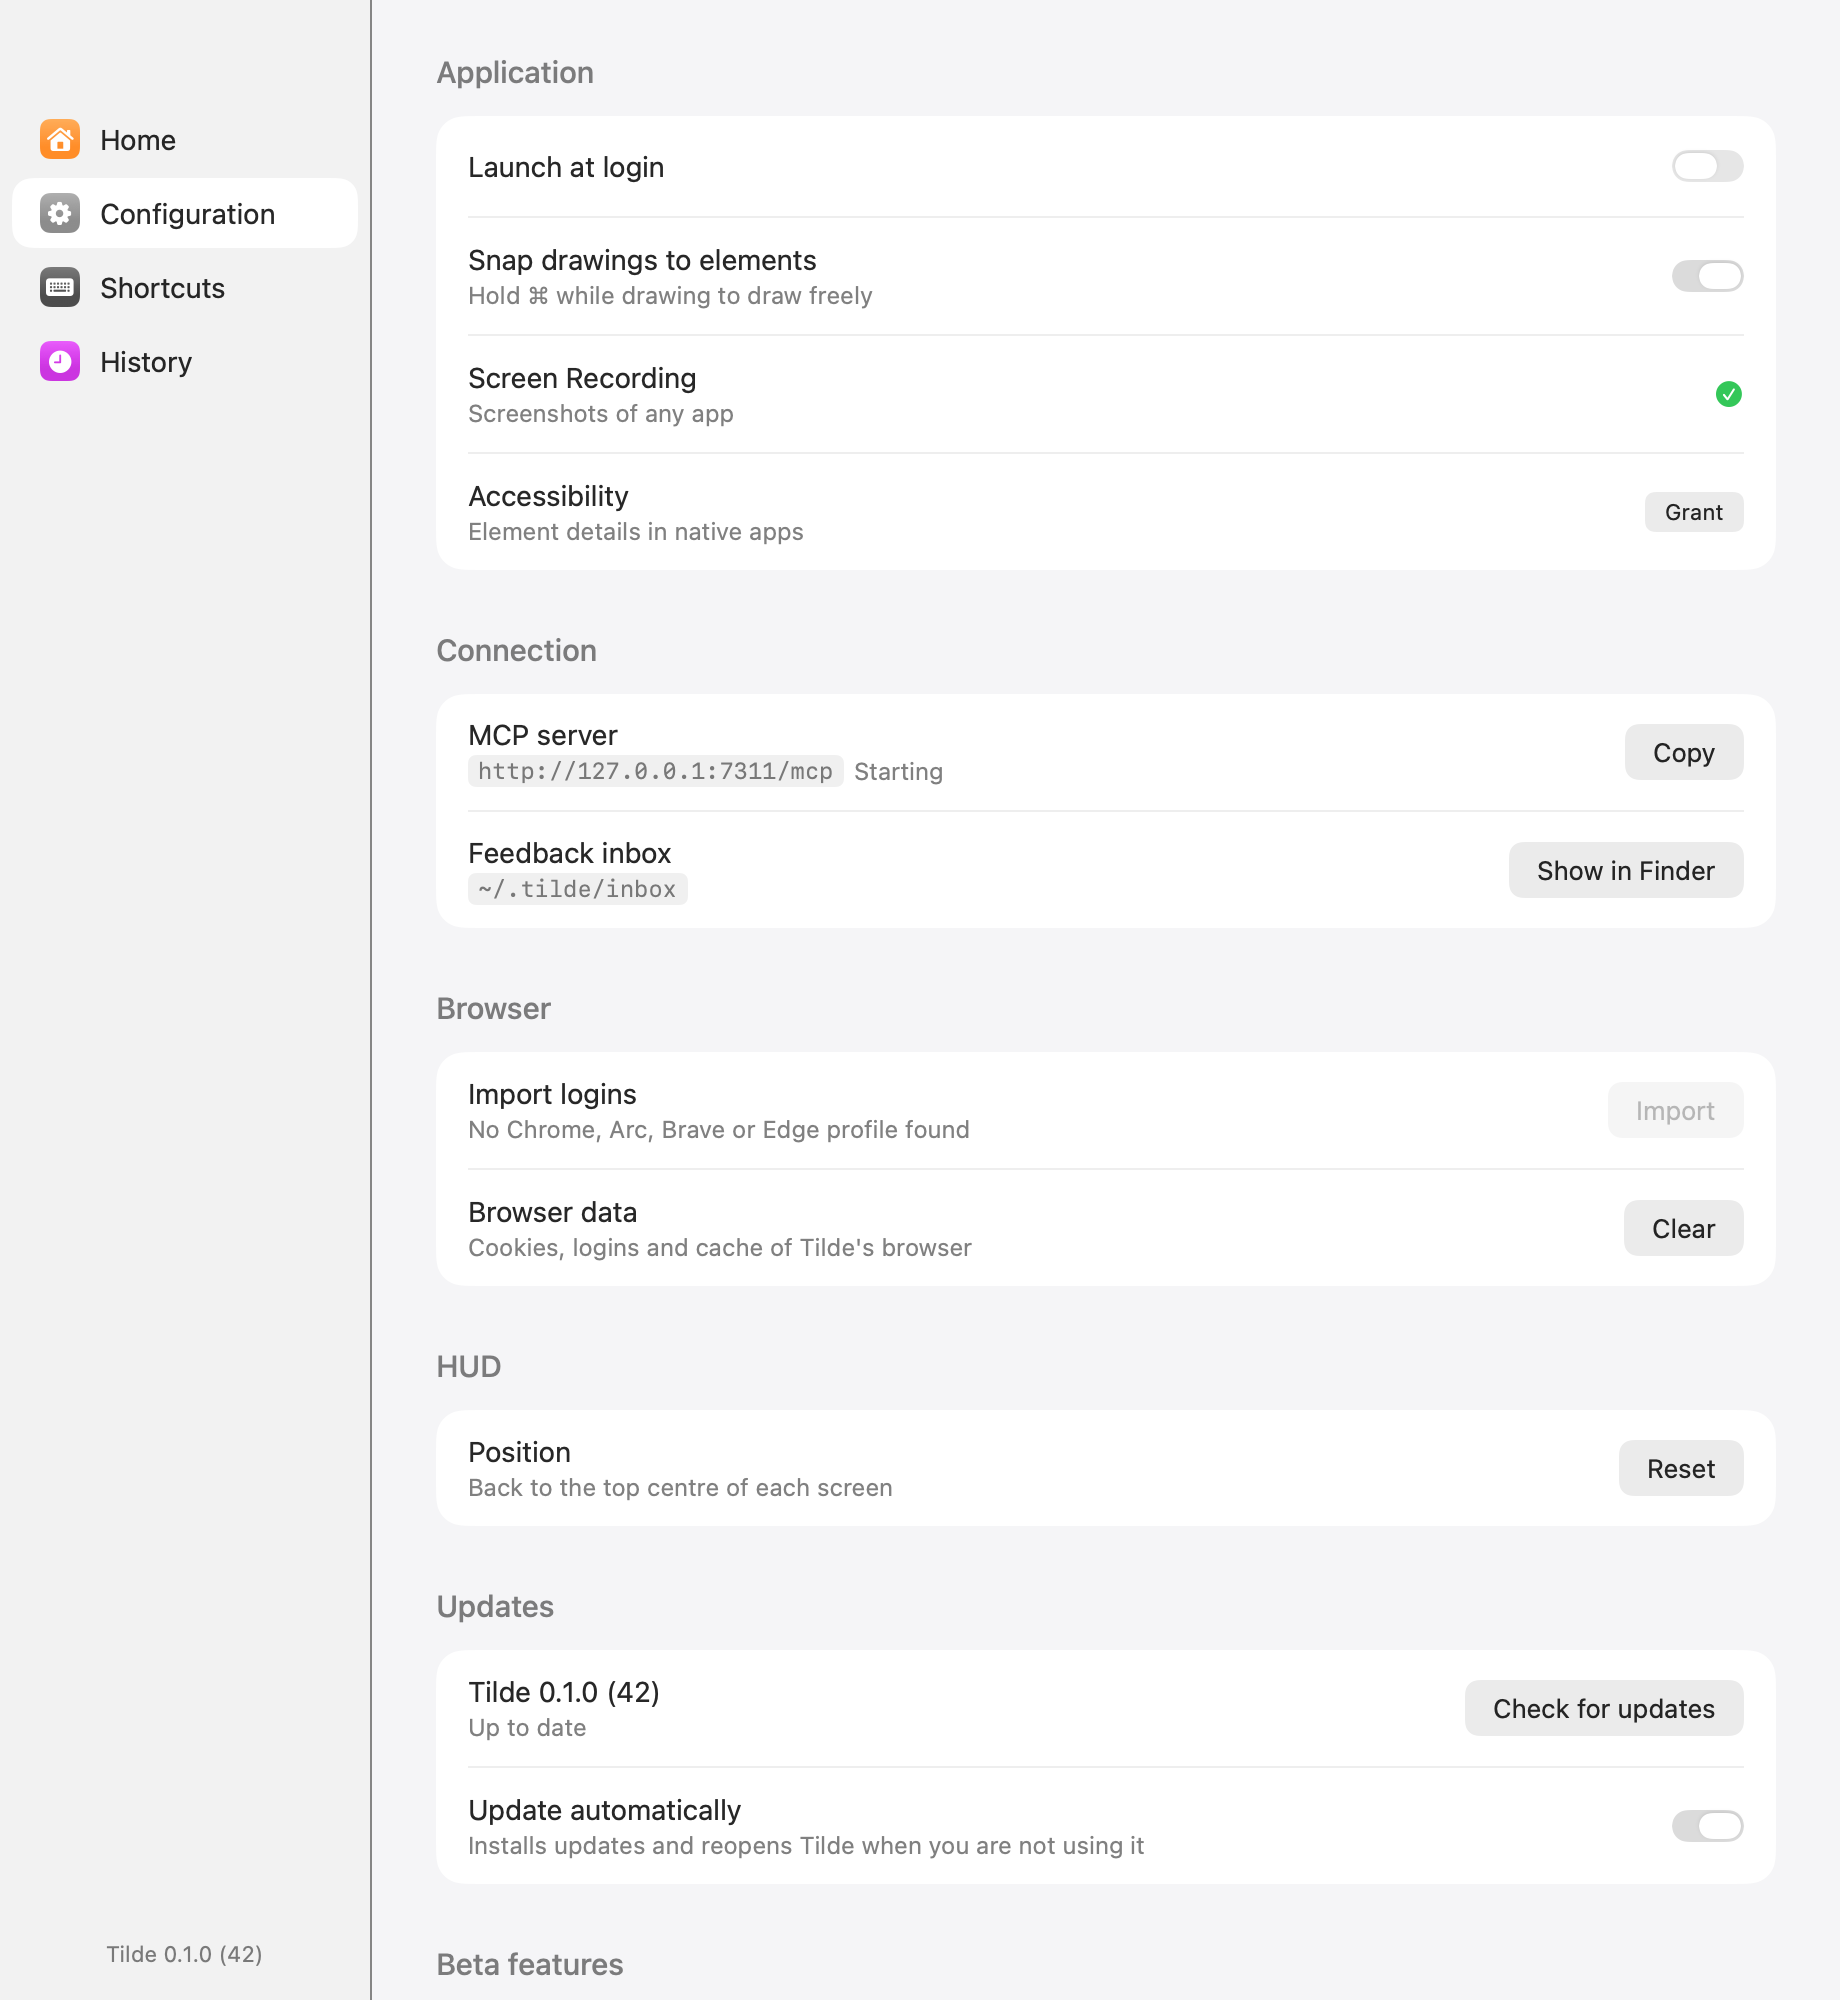 Home
Configuration
Shortcuts
History
Tilde 0.1.0 (42)
Application
Launch at login
Snap drawings to elements
Hold ⌘ while drawing to draw freely
Screen Recording
Screenshots of any app
Accessibility
Element details in native apps
Grant
Connection
MCP server
http://127.0.0.1:7311/mcp Starting
Copy
Feedback inbox
~/.tilde/inbox
Show in Finder
Browser
Import logins
No Chrome, Arc, Brave or Edge profile found
Import
Browser data
Cookies, logins and cache of Tilde's browser
Clear
HUD
Position
Back to the top centre of each screen
Reset
Updates
Tilde 0.1.0 (42)
Up to date
Check for updates
Update automatically
Installs updates and reopens Tilde when you are not using it
Beta features